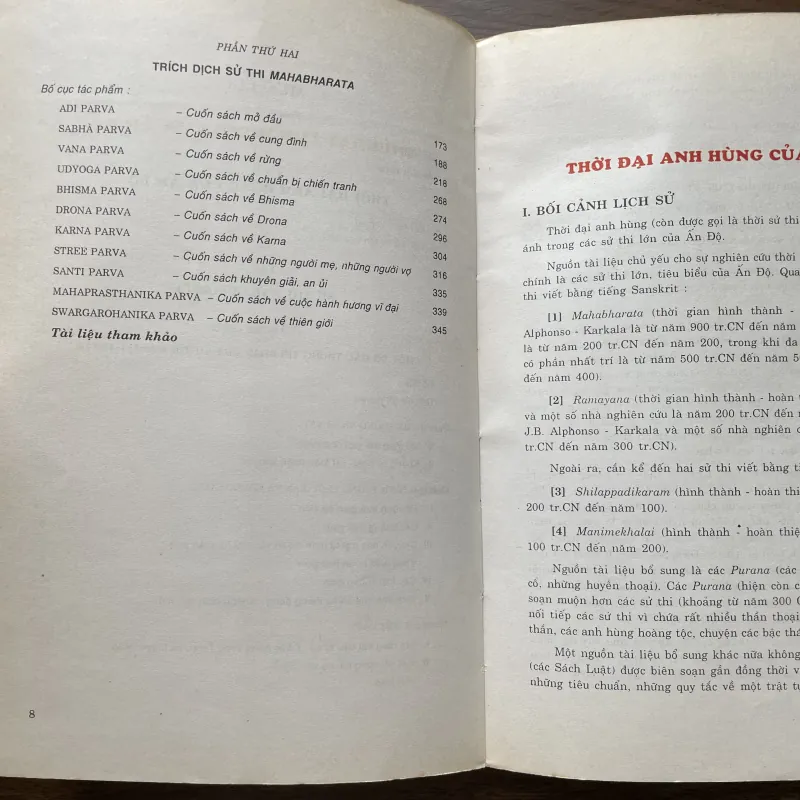 PHẦN THỨ HAI
TRÍCH DỊCH SỬ THI MAHABHARATA
Bố cục tác phẩm :
ADI PARVA – Cuốn sách mở đầu
SABHÀ PARVA – Cuốn sách về cung đình 173
VANA PARVA – Cuốn sách về rừng 188
UDYOGA PARVA – Cuốn sách về chuẩn bị chiến tranh 218
BHISMA PARVA – Cuốn sách về Bhisma 268
DRONA PARVA – Cuốn sách về Drona 274
KARNA PARVA – Cuốn sách về Karna 296
STREE PARVA – Cuốn sách về những người mẹ, những người vợ 304
SANTI PARVA – Cuốn sách khuyên giải, an ủi 316
MAHAPRASTHANIKA PARVA – Cuốn sách về cuộc hành hương vĩ đại 335
SWARGAROHANIKA PARVA – Cuốn sách về thiên giới 339
Tài liệu tham khảo 345
8
THỜI ĐẠI ANH HÙNG CỦA
I. BỐI CẢNH LỊCH SỬ
Thời đại anh hùng (còn được gọi là thời sử thi
ánh trong các sử thi lớn của Ấn Độ.
Nguồn tài liệu chủ yếu cho sự nghiên cứu thời
chính là các sử thi lớn, tiêu biểu của Ấn Độ. Qua
thi viết bằng tiếng Sanskrit :
[1] Mahabharata (thời gian hình thành -
Alphonso - Karkala là từ năm 900 tr.CN đến năm
là từ năm 200 tr.CN đến năm 200, trong khi đa
có phần nhất trí là từ năm 500 tr.CN đến năm 5
đến năm 400).
[2] Ramayana (thời gian hình thành - hoàn
và một số nhà nghiên cứu là năm 200 tr.CN đến
J.B. Alphonso - Karkala và một số nhà nghiên
tr.CN đến năm 300 tr.CN).
Ngoài ra, cần kể đến hai sử thi viết bằng
[3] Shilappadikaram (hình thành - hoàn thi
200 tr.CN đến năm 100).
[4] Manimekhalai (hình thành - hoàn thiệ
100 tr.CN đến năm 200).
Nguồn tài liệu bổ sung là các Purana (các
cổ, những huyền thoại). Các Purana (hiện còn
soạn muộn hơn các sử thi (khoảng từ năm 300
nối tiếp các sử thi vì chứa rất nhiều thần thoại
thần, các anh hùng hoàng tộc, chuyện các bậc
Một nguồn tài liệu bổ sung khác nữa không
(các Sách Luật) được biên soạn gần đồng thời v
những tiêu chuẩn, những quy tắc về một trật